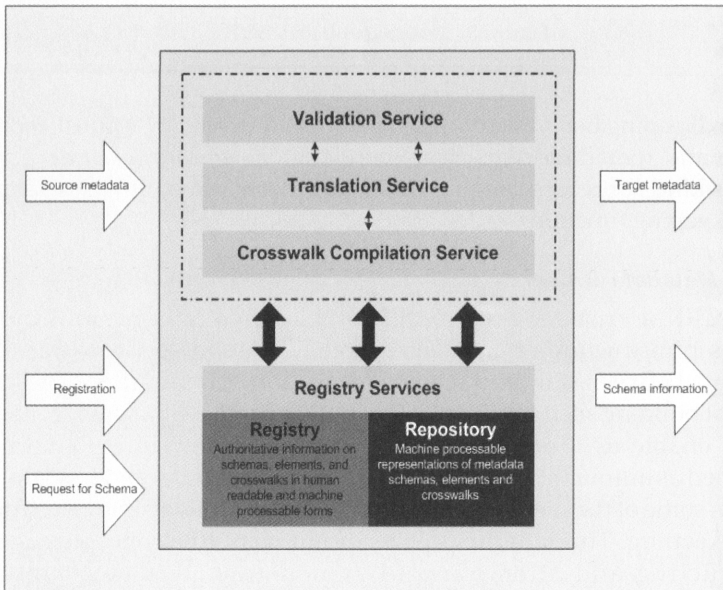 Validation Service
Source metadata
Translation Service
Target metadata
Crosswalk Compilation Service
Registration
Registry Services
Schema information
Registry
Authoritative information on
schemas, elements, and
crosswalks in human
readable and machine
processable forms
Repository
Machine processable
representations of metadata
schemas, elements and
crosswalks
Request for Schema